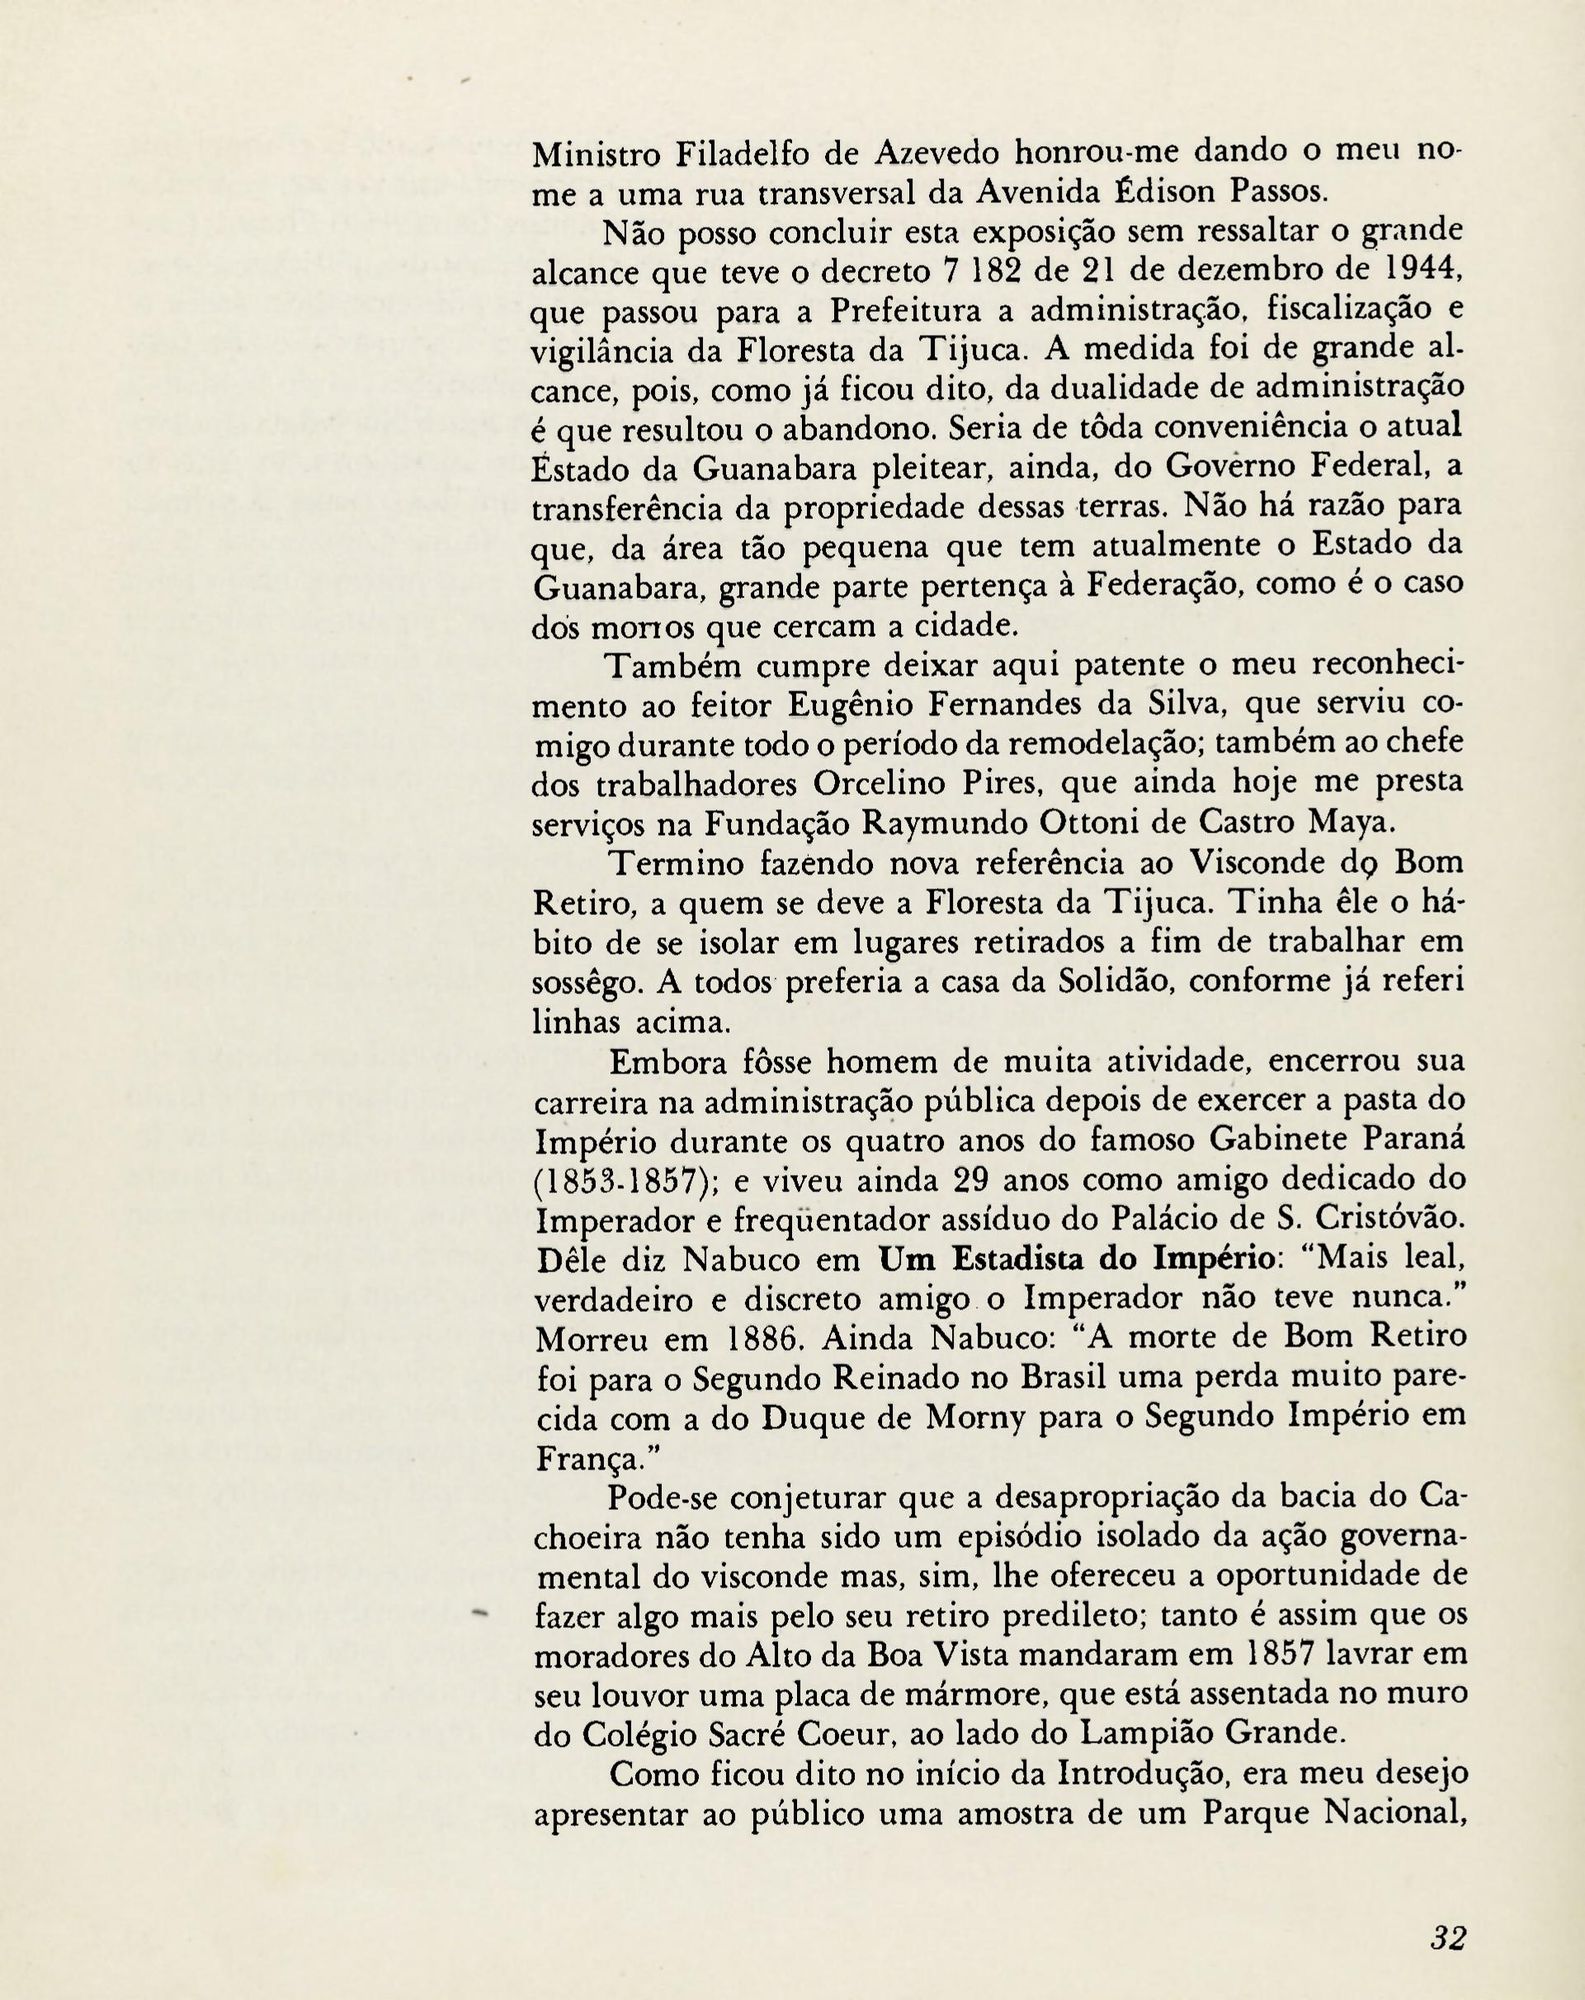 Ministro Filadelfo de Azevedo honrou-me dando o meu no-
me a uma rua transversal da Avenida Édison Passos.
Não posso concluir esta exposição sem ressaltar o grande
alcance que teve o decreto 7 182 de 21 de dezembro de 1944,
que passou para a Prefeitura a administração, fiscalização e
vigilância da Floresta da Tijuca. A medida foi de grande al-
cance, pois, como já ficou dito, da dualidade de administração
é que resultou o abandono. Seria de tôda conveniência o atual
Estado da Guanabara pleitear, ainda, do Govêrno Federal, a
transferência da propriedade dessas terras. Não há razão para
que, da área tão pequena que tem atualmente o Estado da
Guanabara, grande parte pertença à Federação, como é o caso
dos morros que cercam a cidade.
Também cumpre deixar aqui patente o meu reconheci-
mento ao feitor Eugênio Fernandes da Silva, que serviu co-
migo durante todo o período da remodelação; também ao chefe
dos trabalhadores Orcelino Pires, que ainda hoje me presta
serviços na Fundação Raymundo Ottoni de Castro Maya.
Termino fazendo nova referência ao Visconde do Bom
Retiro, a quem se deve a Floresta da Tijuca. Tinha êle o há-
bito de se isolar em lugares retirados a fim de trabalhar em
sossêgo. A todos preferia a casa da Solidão, conforme já referi
linhas acima.
Embora fôsse homem de muita atividade, encerrou sua
carreira na administração pública depois de exercer a pasta do
Império durante os quatro anos do famoso Gabinete Paraná
(1853-1857); e viveu ainda 29 anos como amigo dedicado do
Imperador e freqüentador assíduo do Palácio de S. Cristóvão.
Dêle diz Nabuco em Um Estadista do Império: “Mais leal,
verdadeiro e discreto amigo o Imperador não teve nunca.”
Morreu em 1886. Ainda Nabuco: “A morte de Bom Retiro
foi para o Segundo Reinado no Brasil uma perda muito pare-
cida com a do Duque de Morny para o Segundo Império em
França.”
Pode-se conjeturar que a desapropriação da bacia do Ca-
choeira não tenha sido um episódio isolado da ação governa-
mental do visconde mas, sim, lhe ofereceu a oportunidade de
fazer algo mais pelo seu retiro predileto; tanto é assim que os
moradores do Alto da Boa Vista mandaram em 1857 lavrar em
seu louvor uma placa de mármore, que está assentada no muro
do Colégio Sacré Coeur, ao lado do Lampião Grande.
Como ficou dito no início da Introdução, era meu desejo
apresentar ao público uma amostra de um Parque Nacional,
32